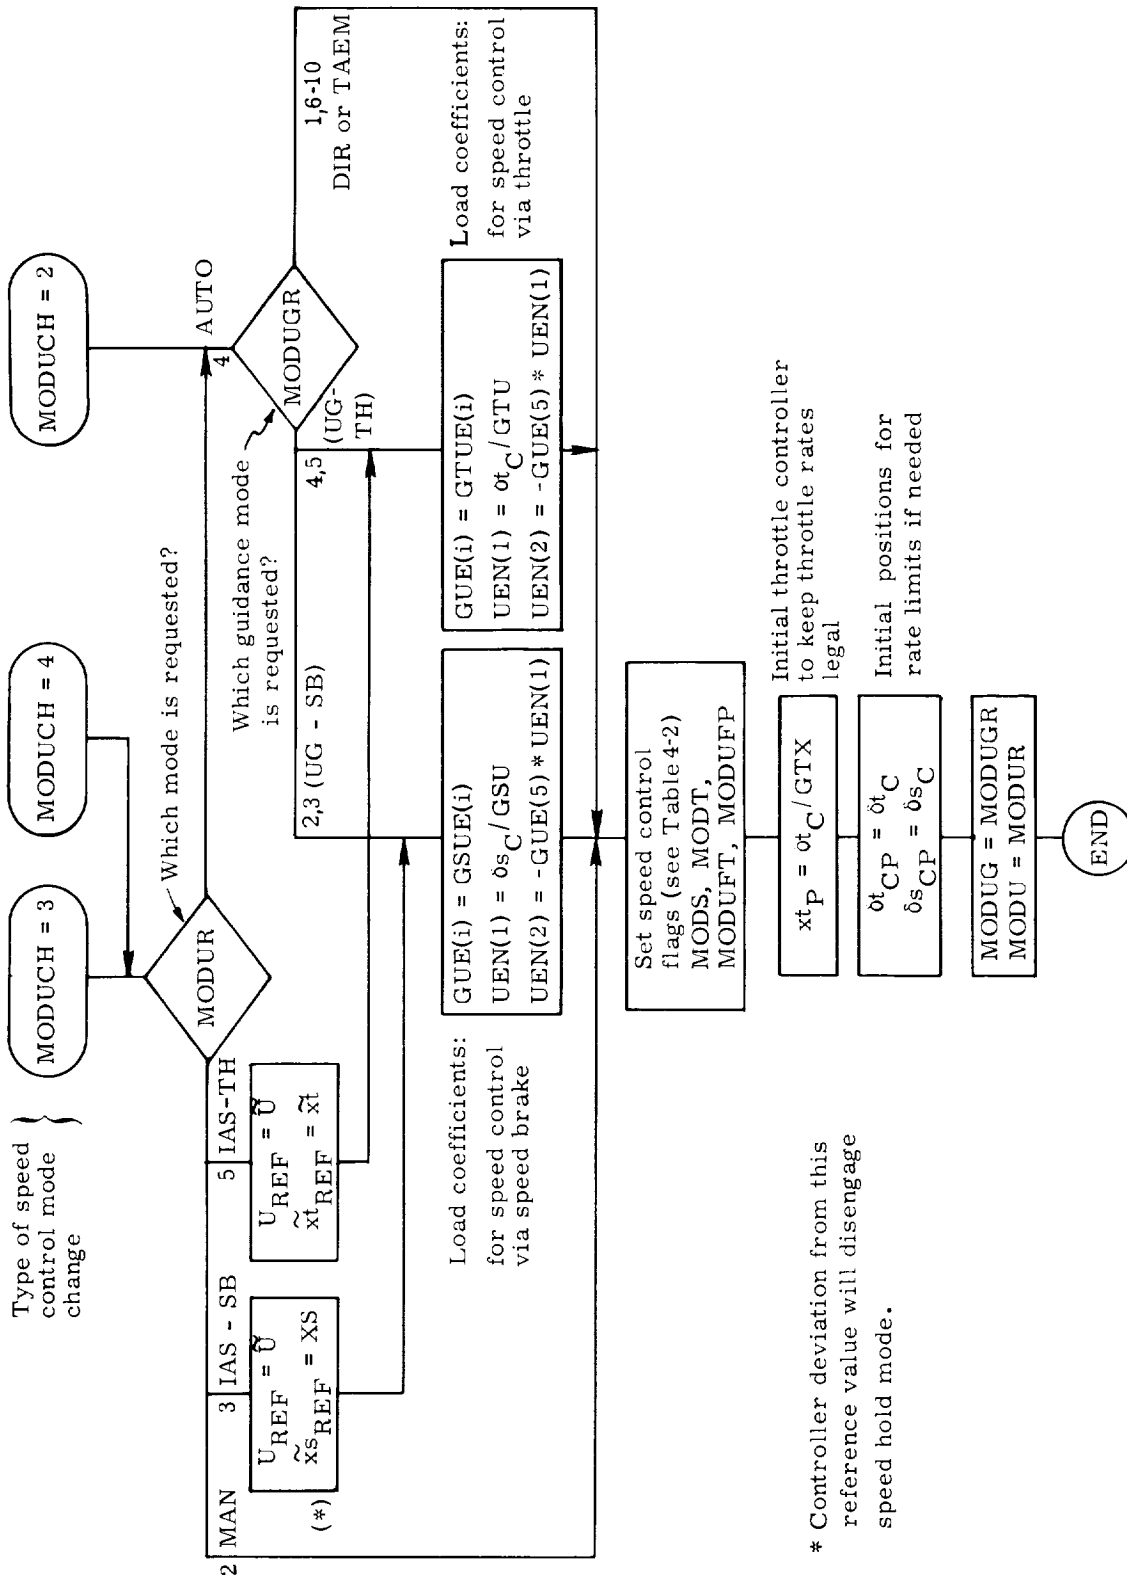 Type of speed
control mode
change
MODUCH = 3
MODUCH = 4
MODUCH = 2
Which mode is requested?
MODUR
2 MAN
3 IAS - SB
5 IAS-TH
4 AUTO
(*)
U_REF = Ũ
x̃s_REF = XS
U_REF = Ũ
x̃t_REF = x̃t
Which guidance mode
is requested?
MODUGR
2,3 (UG - SB)
4,5 (UG-
TH)
1,6-10
DIR or TAEM
Load coefficients:
for speed control
via speed brake
GUE(i) = GSUE(i)
UEN(1) = δs_C/GSU
UEN(2) = -GUE(5)* UEN(1)
GUE(i) = GTUE(i)
UEN(1) = δt_C/GTU
UEN(2) = -GUE(5)* UEN(1)
Load coefficients:
for speed control
via throttle
Set speed control
flags (see Table 4-2)
MODS, MODT,
MODUFT, MODUFP
xt_P = δt_C/GTX
Initial throttle controller
to keep throttle rates
legal
δt_CP = δt_C
δs_CP = δs_C
Initial positions for
rate limits if needed
MODUG = MODUGR
MODU = MODUR
END
* Controller deviation from this
reference value will disengage
speed hold mode.